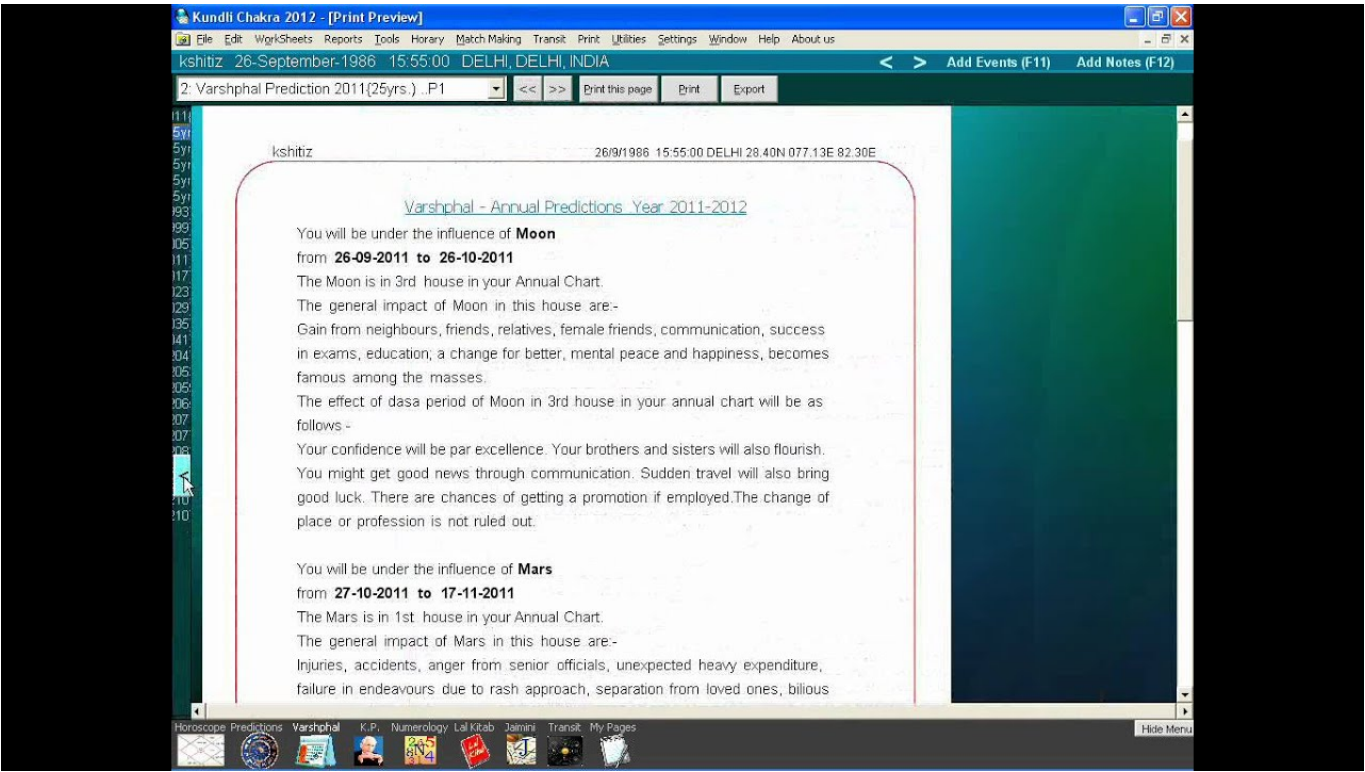 Kundli Chakra 2012 - [Print Preview]
File Edit WorkSheets Reports Tools Horary Match Making Transit Print Utilities Settings Window Help About us
kshitiz 26-September-1986 15:55:00 DELHI, DELHI, INDIA < > Add Events (F11) Add Notes (F12)
2: Varshphal Prediction 2011{25yrs.} ..P1 << >> Print this page Print Export
kshitiz 26/9/1986 15:55:00 DELHI 28.40N 077.13E 82.30E
Varshphal - Annual Predictions Year 2011-2012
You will be under the influence of Moon
from 26-09-2011 to 26-10-2011
The Moon is in 3rd house in your Annual Chart.
The general impact of Moon in this house are:-
Gain from neighbours, friends, relatives, female friends, communication, success
in exams, education; a change for better, mental peace and happiness, becomes
famous among the masses.
The effect of dasa period of Moon in 3rd house in your annual chart will be as
follows -
Your confidence will be par excellence. Your brothers and sisters will also flourish.
You might get good news through communication. Sudden travel will also bring
good luck. There are chances of getting a promotion if employed.The change of
place or profession is not ruled out.
You will be under the influence of Mars
from 27-10-2011 to 17-11-2011
The Mars is in 1st house in your Annual Chart.
The general impact of Mars in this house are:-
Injuries, accidents, anger from senior officials, unexpected heavy expenditure,
failure in endeavours due to rash approach, separation from loved ones, bilious
Horoscope Predictions Varshphal K.P. Numerology Lal Kitab Jaimini Transit My Pages Hide Menu